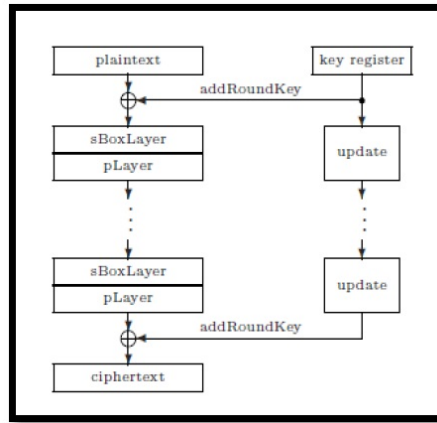 plaintext
key register
addRoundKey
sBoxLayer
update
pLayer
sBoxLayer
update
pLayer
addRoundKey
ciphertext